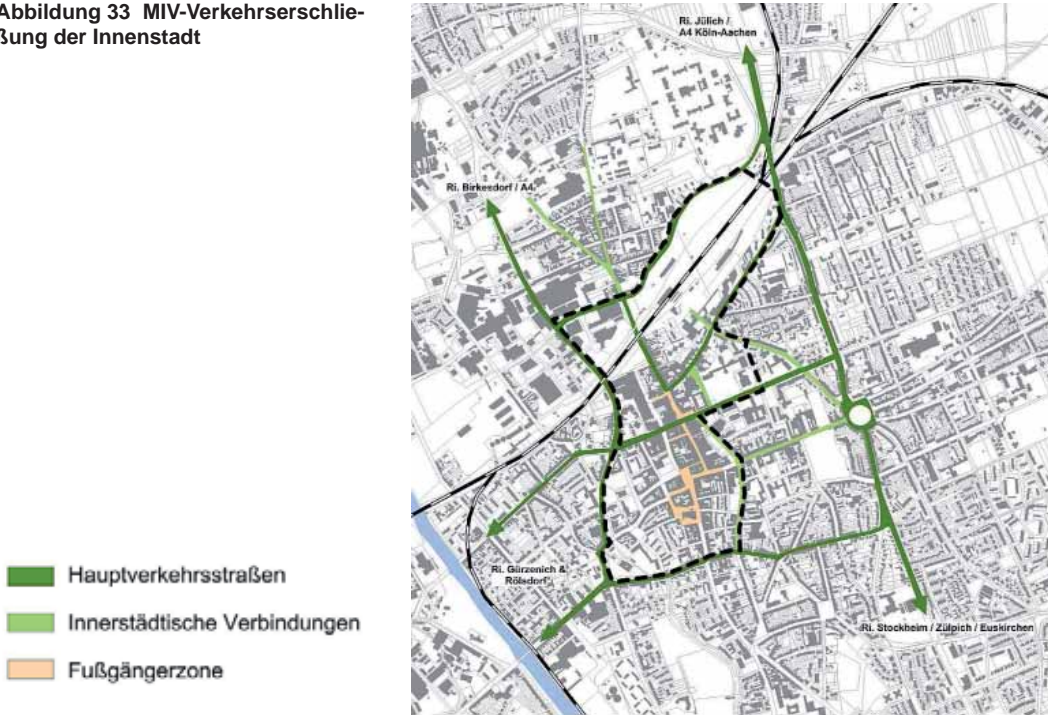 Abbildung 33 MIV-Verkehrserschlie-
ßung der Innenstadt
Ri. Jülich /
A4 Köln-Aachen
Ri. Birkesdorf / A4
Ri. Gürzenich &
Rölsdorf
Ri. Stockheim / Zülpich / Euskirchen
Hauptverkehrsstraßen
Innerstädtische Verbindungen
Fußgängerzone